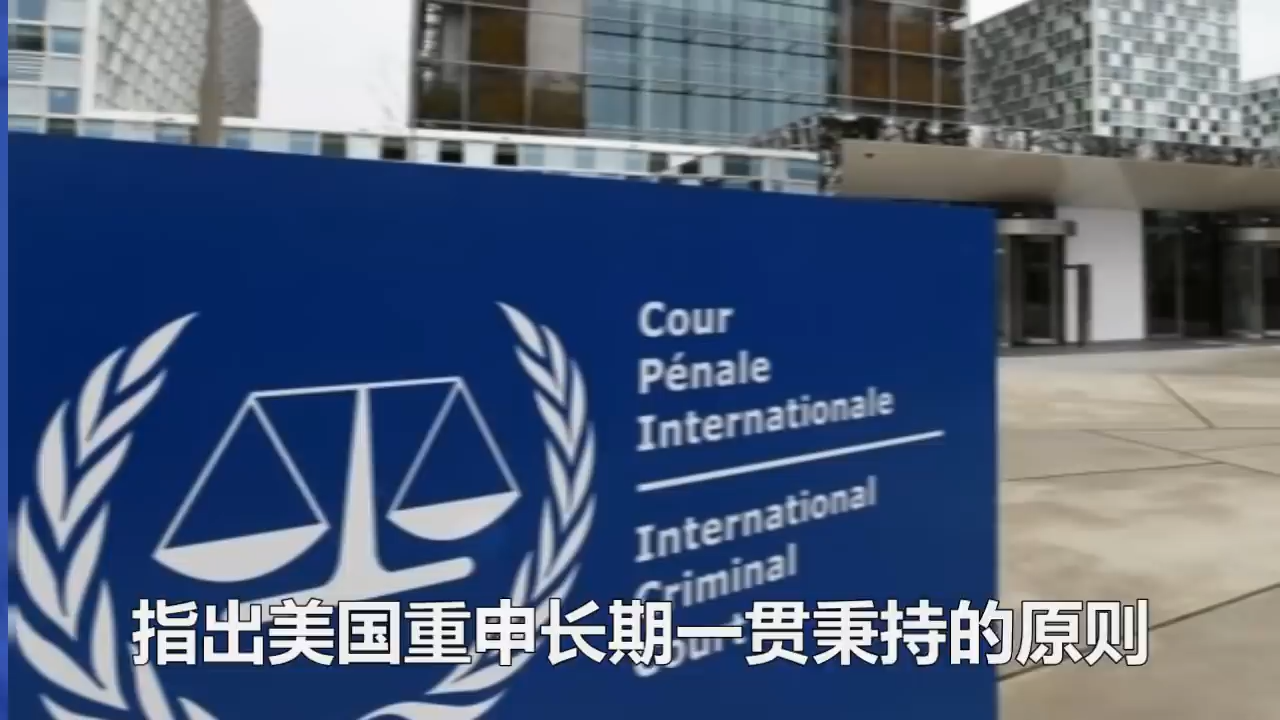 Cour
Pénale
Internationale
International
Criminal
Court
指出美国重申长期一贯秉持的原则